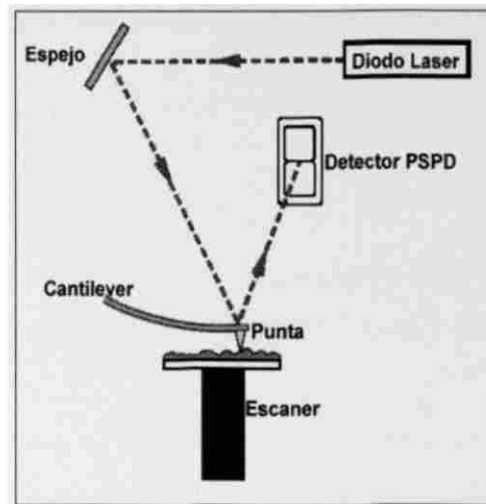 Espejo
Diodo Laser
Detector PSPD
Cantilever
Punta
Escaner